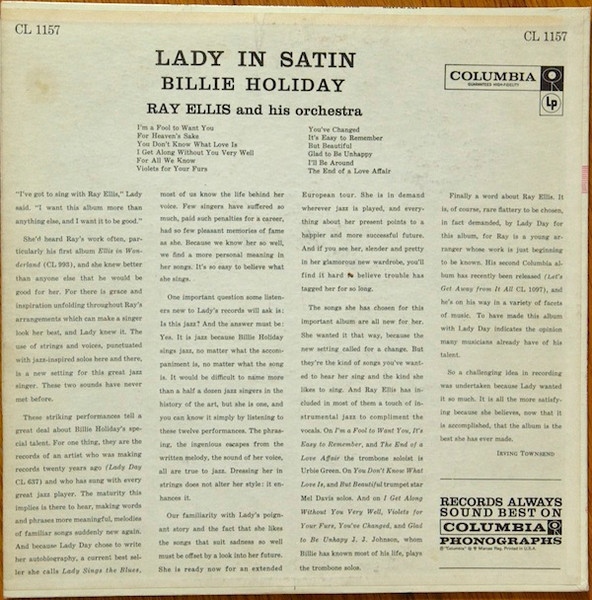 CL 1157
CL 1157
LADY IN SATIN
BILLIE HOLIDAY
RAY ELLIS and his orchestra
COLUMBIA
GUARANTEED HIGH-FIDELITY
Lp
I'm a Fool to Want You
For Heaven's Sake
You Don't Know What Love Is
I Get Along Without You Very Well
For All We Know
Violets for Your Furs
You've Changed
It's Easy to Remember
But Beautiful
Glad to Be Unhappy
I'll Be Around
The End of a Love Affair
"I've got to sing with Ray Ellis," Lady
said. "I want this album more than
anything else, and I want it to be good."
She'd heard Ray's work often, par-
ticularly his first album Ellis in Won-
derland (CL 993), and she knew better
than anyone else that he would be
good for her. For there is grace and
inspiration unfolding throughout Ray's
arrangements which can make a singer
look her best, and Lady knew it. The
use of strings and voices, punctuated
with jazz-inspired solos here and there,
is a new setting for this great jazz
singer. These two sounds have never
met before.
These striking performances tell a
great deal about Billie Holiday's spe-
cial talent. For one thing, they are the
records of an artist who was making
records twenty years ago (Lady Day
CL 637) and who has sung with every
great jazz player. The maturity this
implies is there to hear, making words
and phrases more meaningful, melodies
of familiar songs suddenly new again.
And because Lady Day chose to write
her autobiography, a current best sel-
ler she calls Lady Sings the Blues,
most of us know the life behind her
voice. Few singers have suffered so
much, paid such penalties for a career,
had so few pleasant memories of fame
as she. Because we know her so well,
we find a more personal meaning in
her songs. It's so easy to believe what
she sings.
One important question some listen-
ers new to Lady's records will ask is:
Is this jazz? And the answer must be:
Yes. It is jazz because Billie Holiday
sings jazz, no matter what the accom-
paniment is, no matter what the song
is. It would be difficult to name more
than a half a dozen jazz singers in the
history of the art, but she is one, and
you can know it simply by listening to
these twelve performances. The phras-
ing, the ingenious escapes from the
written melody, the sound of her voice,
all are true to jazz. Dressing her in
strings does not alter her style: it en-
hances it.
Our familiarity with Lady's poign-
ant story and the fact that she likes
the songs that suit sadness so well
must be offset by a look into her future.
She is ready now for an extended
European tour. She is in demand
wherever jazz is played, and every-
thing about her present points to a
happier and more successful future.
And if you see her, slender and pretty
in her glamorous new wardrobe, you'll
find it hard to believe trouble has
tagged her for so long.
The songs she has chosen for this
important album are all new for her.
She wanted it that way, because the
new setting called for a change. But
they're the kind of songs you've want-
ed to hear her sing and the kind she
likes to sing. And Ray Ellis has in-
cluded in most of them a touch of in-
strumental jazz to compliment the
vocals. On I'm a Fool to Want You, It's
Easy to Remember, and The End of a
Love Affair the trombone soloist is
Urbie Green. On You Don't Know What
Love Is, and But Beautiful trumpet star
Mel Davis solos. And on I Get Along
Without You Very Well, Violets for
Your Furs, You've Changed, and Glad
to Be Unhappy J. J. Johnson, whom
Billie has known most of his life, plays
the trombone solos.
Finally a word about Ray Ellis. It
is, of course, rare flattery to be chosen,
in fact demanded, by Lady Day for
this album, for Ray is a young ar-
ranger whose work is just beginning
to be known. His second Columbia al-
bum has recently been released (Let's
Get Away from It All CL 1097), and
he's on his way in a variety of facets
of music. To have made this album
with Lady Day indicates the opinion
many musicians already have of his
talent.
So a challenging idea in recording
was undertaken because Lady wanted
it so much. It is all the more satisfy-
ing because she believes, now that it
is accomplished, that the album is the
best she has ever made.
IRVING TOWNSEND
RECORDS ALWAYS
SOUND BEST ON
COLUMBIA
PHONOGRAPHS
® "Columbia" Marcas Reg. Printed in U.S.A.